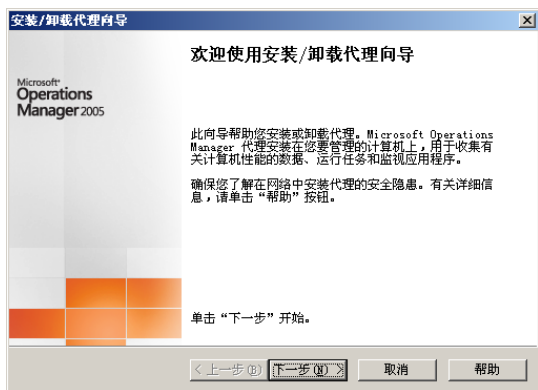 安装/卸载代理向导
Microsoft
Operations
Manager 2005
欢迎使用安装/卸载代理向导
此向导帮助您安装或卸载代理。Microsoft Operations
Manager 代理安装在您要管理的计算机上，用于收集有
关计算机性能的数据、运行任务和监视应用程序。
确保您了解在网络中安装代理的安全隐患。有关详细信
息，请单击“帮助”按钮。
单击“下一步”开始。
< 上一步(B) 下一步(N) > 取消 帮助